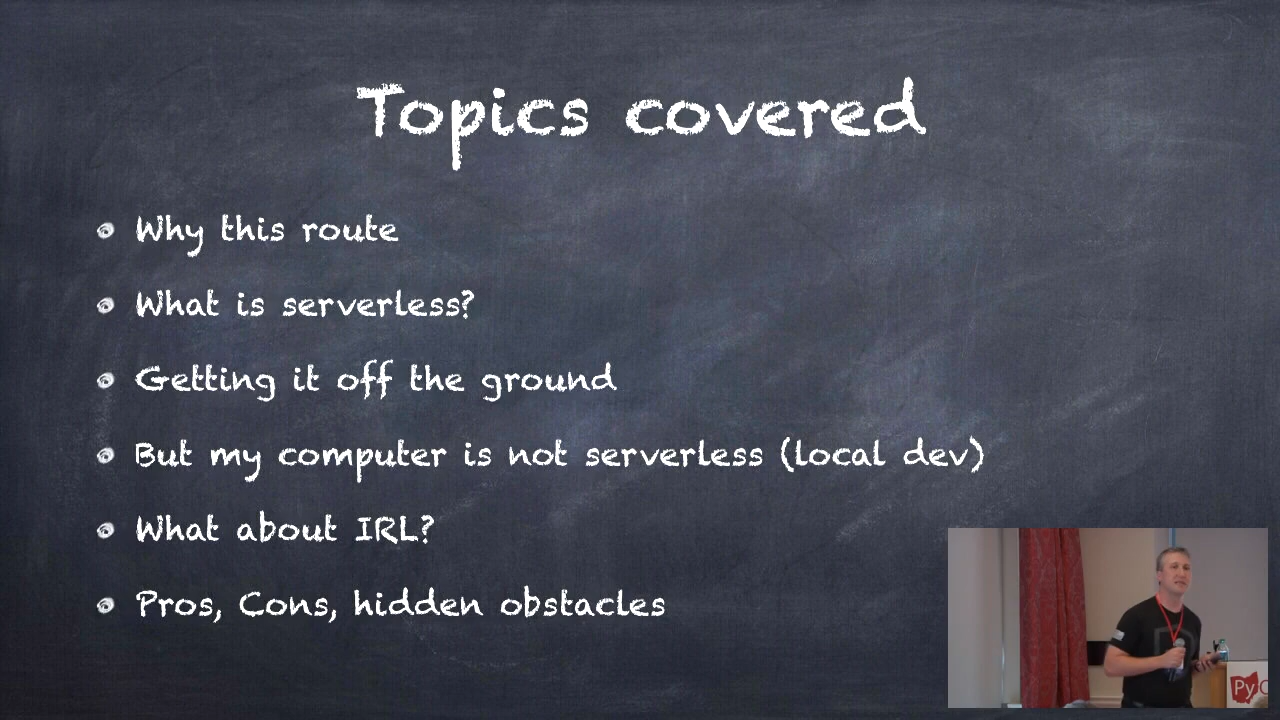 Topics covered
Why this route
What is serverless?
Getting it off the ground
But my computer is not serverless (local dev)
What about IRL?
Pros, Cons, hidden obstacles
PyO